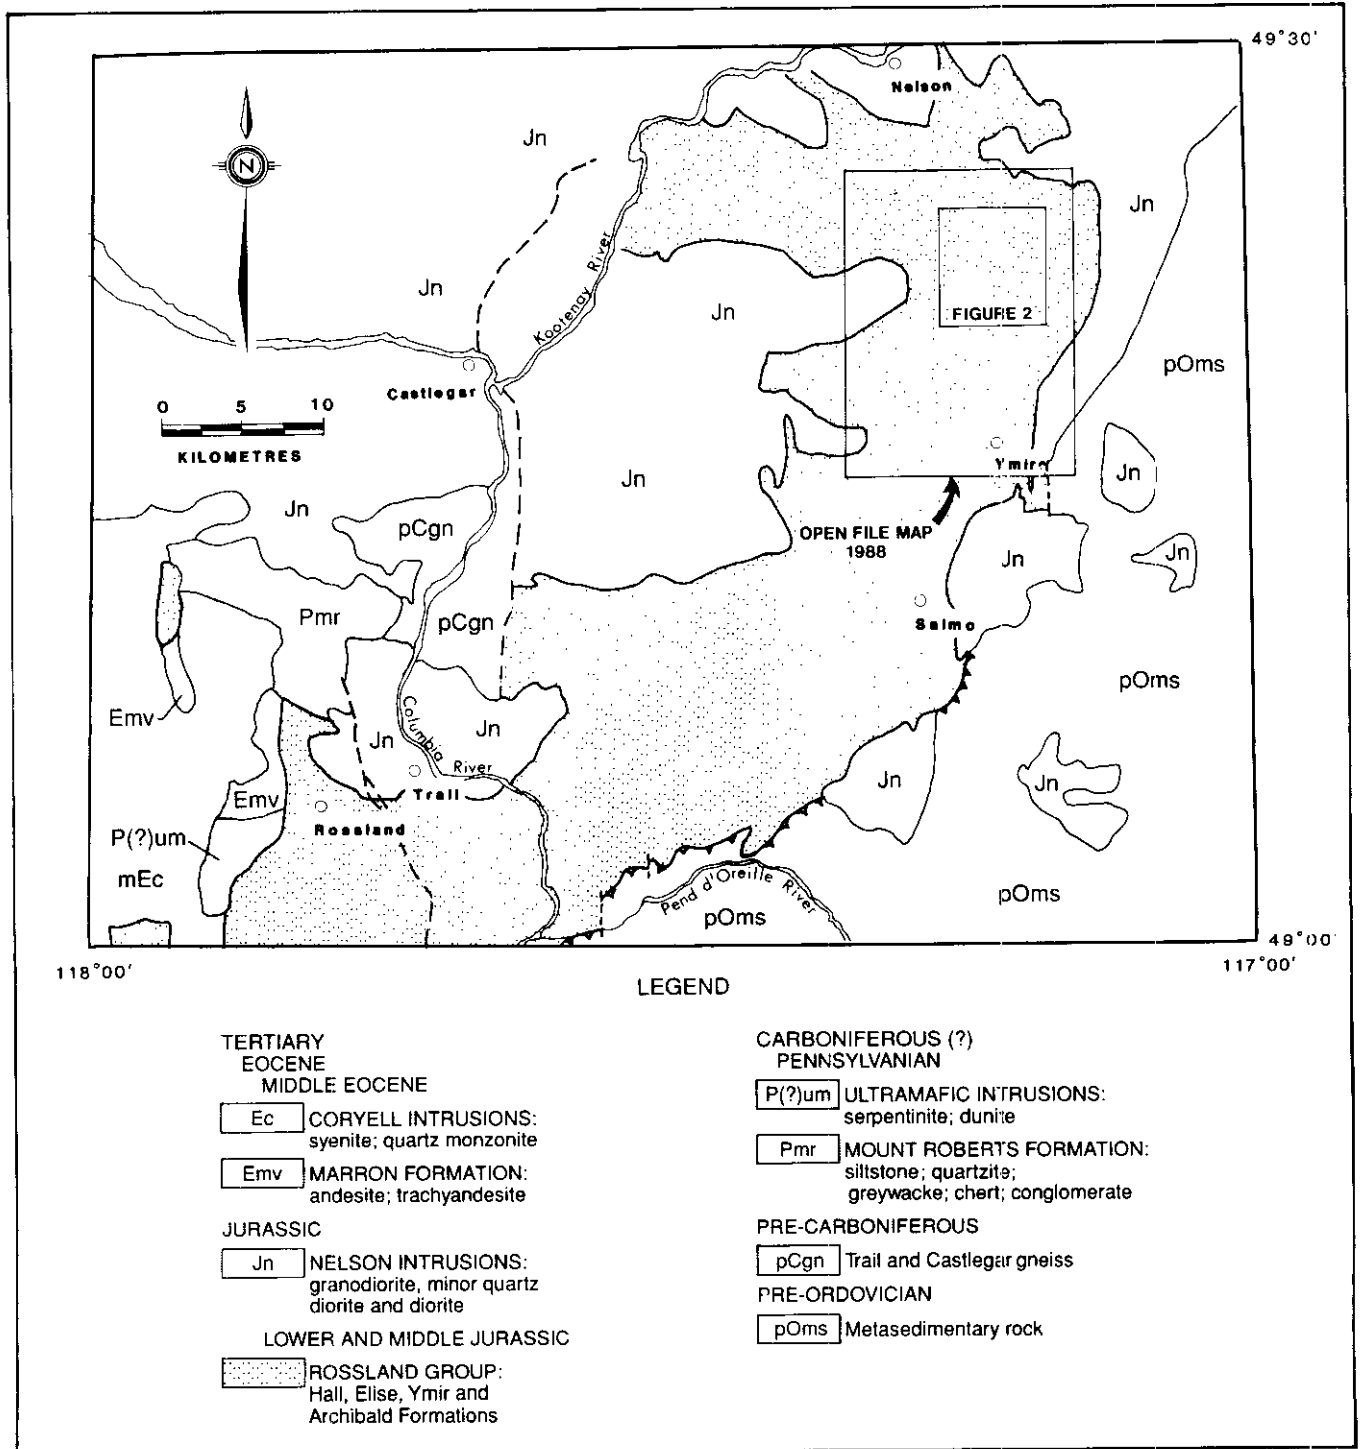 49°30'
Nelson
Jn
N
Jn
Jn
Kootenay River
Jn
FIGURE 2
pOms
Castlegar
0 5 10
KILOMETRES
Ymir
Jn
Jn
Jn
pCgn
OPEN FILE MAP
1988
Jn
Jn
Pmr
pCgn
Salmo
pOms
Emv
Columbia River
Jn
Jn
Jn
Jn
Trail
Emv
Rossland
P(?)um
mEc
Pend d'Oreille River
pOms
pOms
49°00'
118°00'
117°00'
LEGEND
TERTIARY
EOCENE
MIDDLE EOCENE
Ec CORYELL INTRUSIONS:
syenite; quartz monzonite
Emv MARRON FORMATION:
andesite; trachyandesite
JURASSIC
Jn NELSON INTRUSIONS:
granodiorite, minor quartz
diorite and diorite
LOWER AND MIDDLE JURASSIC
ROSSLAND GROUP:
Hall, Elise, Ymir and
Archibald Formations
CARBONIFEROUS (?)
PENNSYLVANIAN
P(?)um ULTRAMAFIC INTRUSIONS:
serpentinite; dunite
Pmr MOUNT ROBERTS FORMATION:
siltstone; quartzite;
greywacke; chert; conglomerate
PRE-CARBONIFEROUS
pCgn Trail and Castlegar gneiss
PRE-ORDOVICIAN
pOms Metasedimentary rock